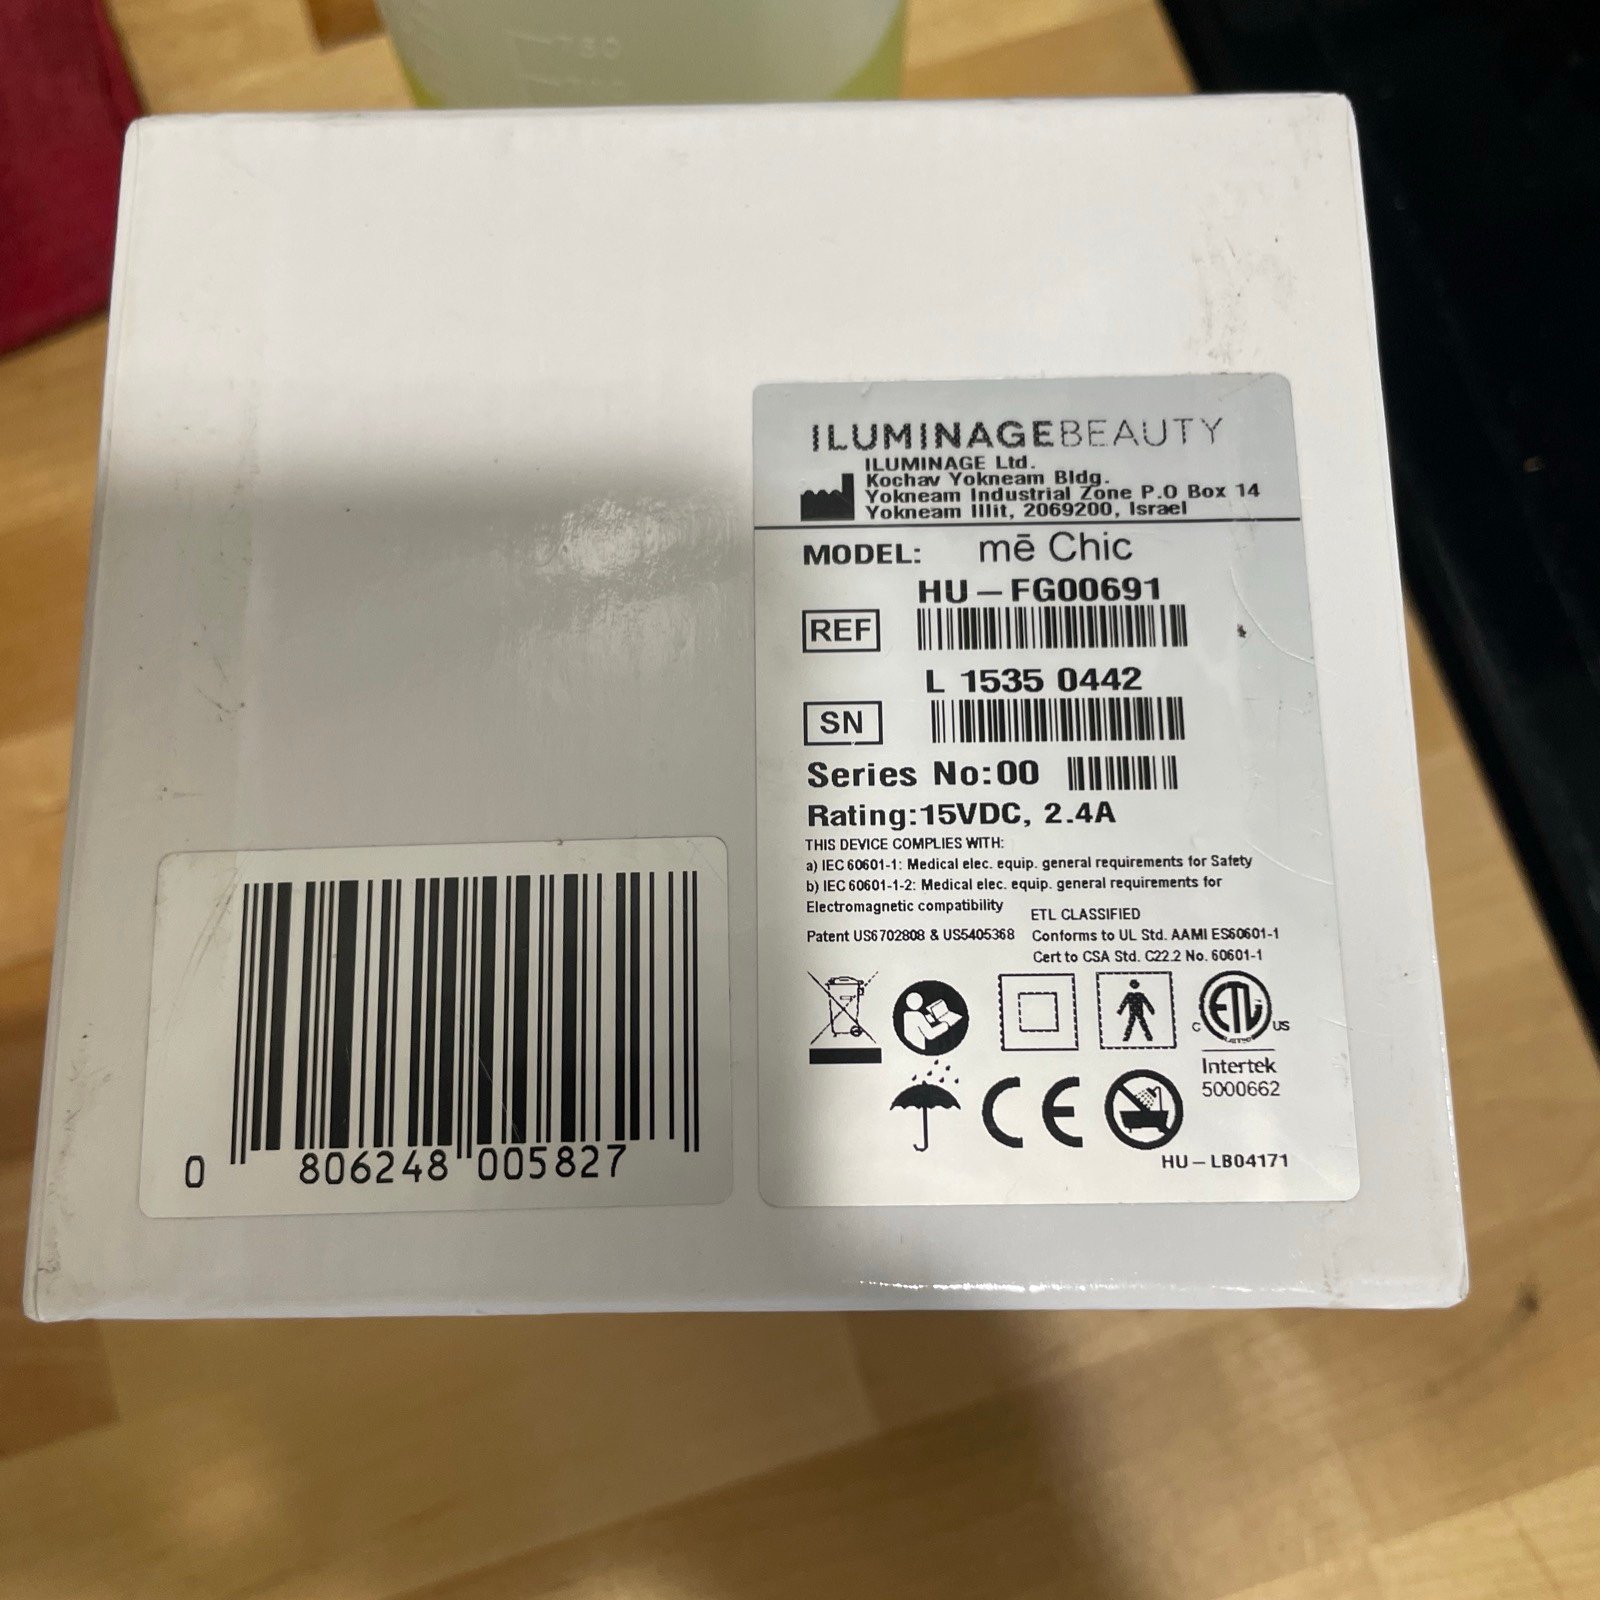 750
ILUMINAGEBEAUTY
ILUMINAGE Ltd.
Kochav Yokneam Bldg.
Yokneam Industrial Zone P.O Box 14
Yokneam Illit, 2069200, Israel
MODEL: mē Chic
HU-FG00691
REF
L 1535 0442
SN
Series No:00
Rating:15VDC, 2.4A
THIS DEVICE COMPLIES WITH:
a) IEC 60601-1: Medical elec. equip. general requirements for Safety
b) IEC 60601-1-2: Medical elec. equip. general requirements for
Electromagnetic compatibility
ETL CLASSIFIED
Patent US6702808 & US5405368 Conforms to UL Std. AAMI ES60601-1
Cert to CSA Std. C22.2 No. 60601-1
C ETL US
Intertek
5000662
CE
HU-LB04171
0 806248 005827